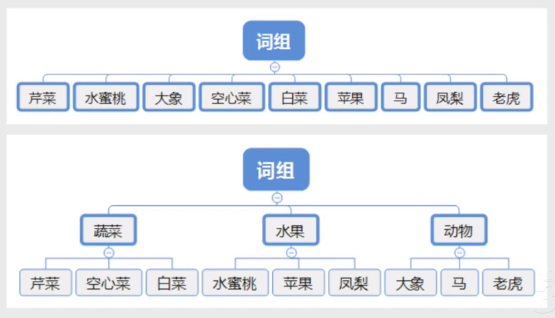 词组
芹菜 水蜜桃 大象 空心菜 白菜 苹果 马 凤梨 老虎
词组
蔬菜 水果 动物
芹菜 空心菜 白菜 水蜜桃 苹果 凤梨 大象 马 老虎